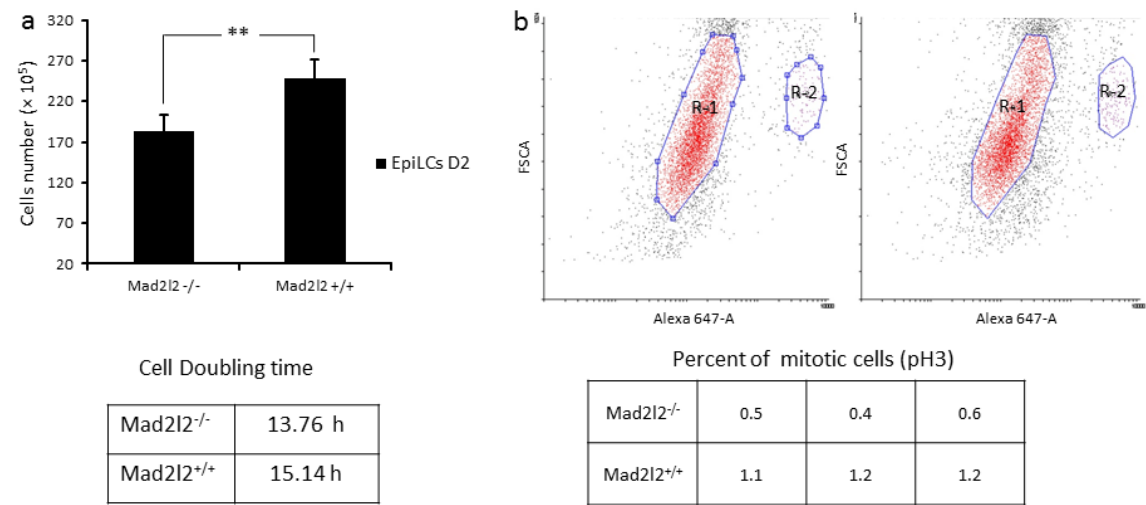 a
320
270
220
170
120
70
20
Cells number (× 10⁵)
**
EpiLCs D2
Mad2l2 -/-
Mad2l2 +/+
Cell Doubling time
Mad2l2⁻/⁻ 13.76 h
Mad2l2⁺/⁺ 15.14 h
b
FSCA
R-1
R-2
10000
Alexa 647-A
FSCA
R-1
R-2
Alexa 647-A
Percent of mitotic cells (pH3)
Mad2l2⁻/⁻ 0.5 0.4 0.6
Mad2l2⁺/⁺ 1.1 1.2 1.2